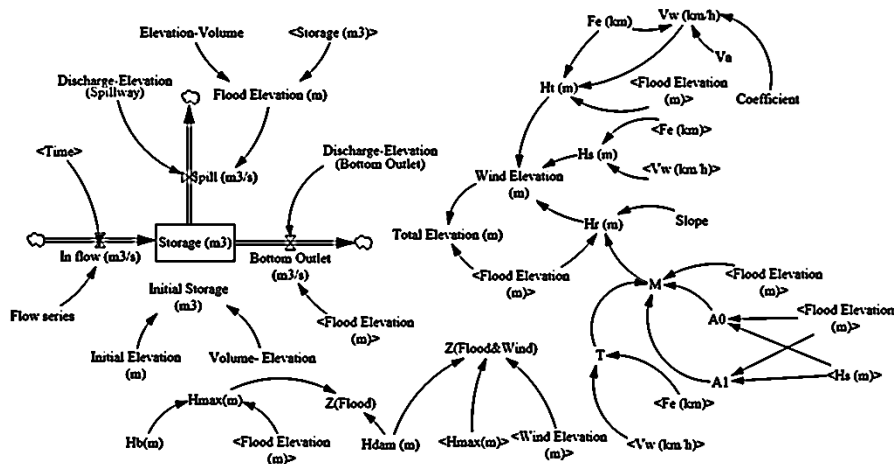 Elevation-Volume
<Storage (m3)>
Discharge-Elevation
(Spillway)
Flood Elevation (m)
<Time>
Spill (m3/s)
Discharge-Elevation
(Bottom Outlet)
Storage (m3)
In flow (m3/s)
Bottom Outlet
(m3/s)
Flow series
Initial Storage
(m3)
<Flood Elevation
(m)>
Initial Elevation
(m)
Volume- Elevation
Hmax(m)
Z(Flood)
Hb(m)
<Flood Elevation
(m)>
Hdam (m)
Z(Flood&Wind)
<Hmax(m)>
<Wind Elevation
(m)>
Fe (km)
Vw (km/h)
Va
Coefficient
Ht (m)
<Flood Elevation
(m)>
<Fe (km)>
Hs (m)
<Vw (km/h)>
Wind Elevation
(m)
Total Elevation (m)
Hr (m)
Slope
<Flood Elevation
(m)>
M
<Flood Elevation
(m)>
A0
<Flood Elevation
(m)>
T
A1
<Hs (m)>
<Fe (km)>
<Vw (km/h)>